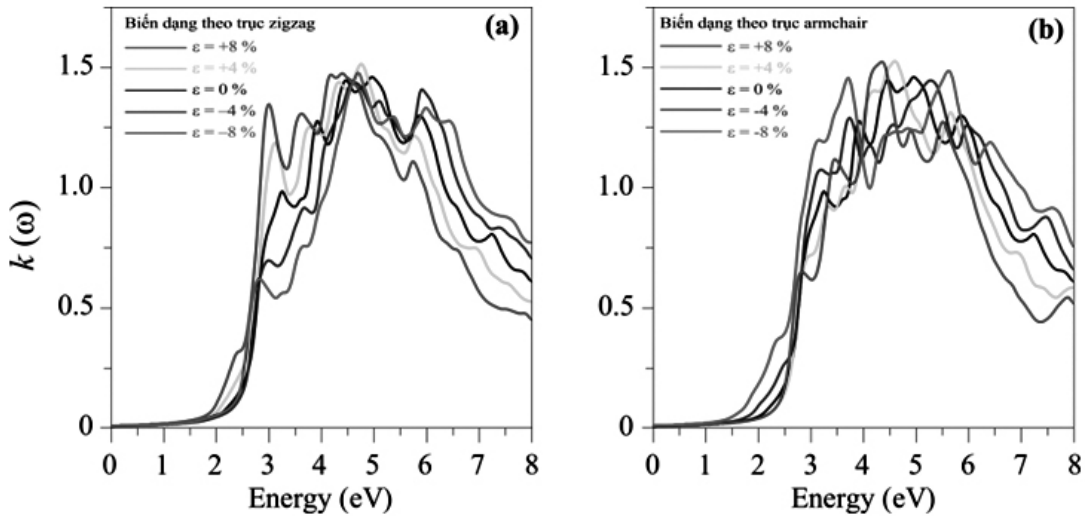 Biến dạng theo trục zigzag
(a)
ε = +8 %
ε = +4 %
ε = 0 %
ε = –4 %
ε = –8 %
1.5
1.0
0.5
0
k (ω)
0 1 2 3 4 5 6 7 8
Energy (eV)
Biến dạng theo trục armchair
(b)
ε = +8 %
ε = +4 %
ε = 0 %
ε = -4 %
ε = -8 %
1.5
1.0
0.5
0
0 1 2 3 4 5 6 7 8
Energy (eV)